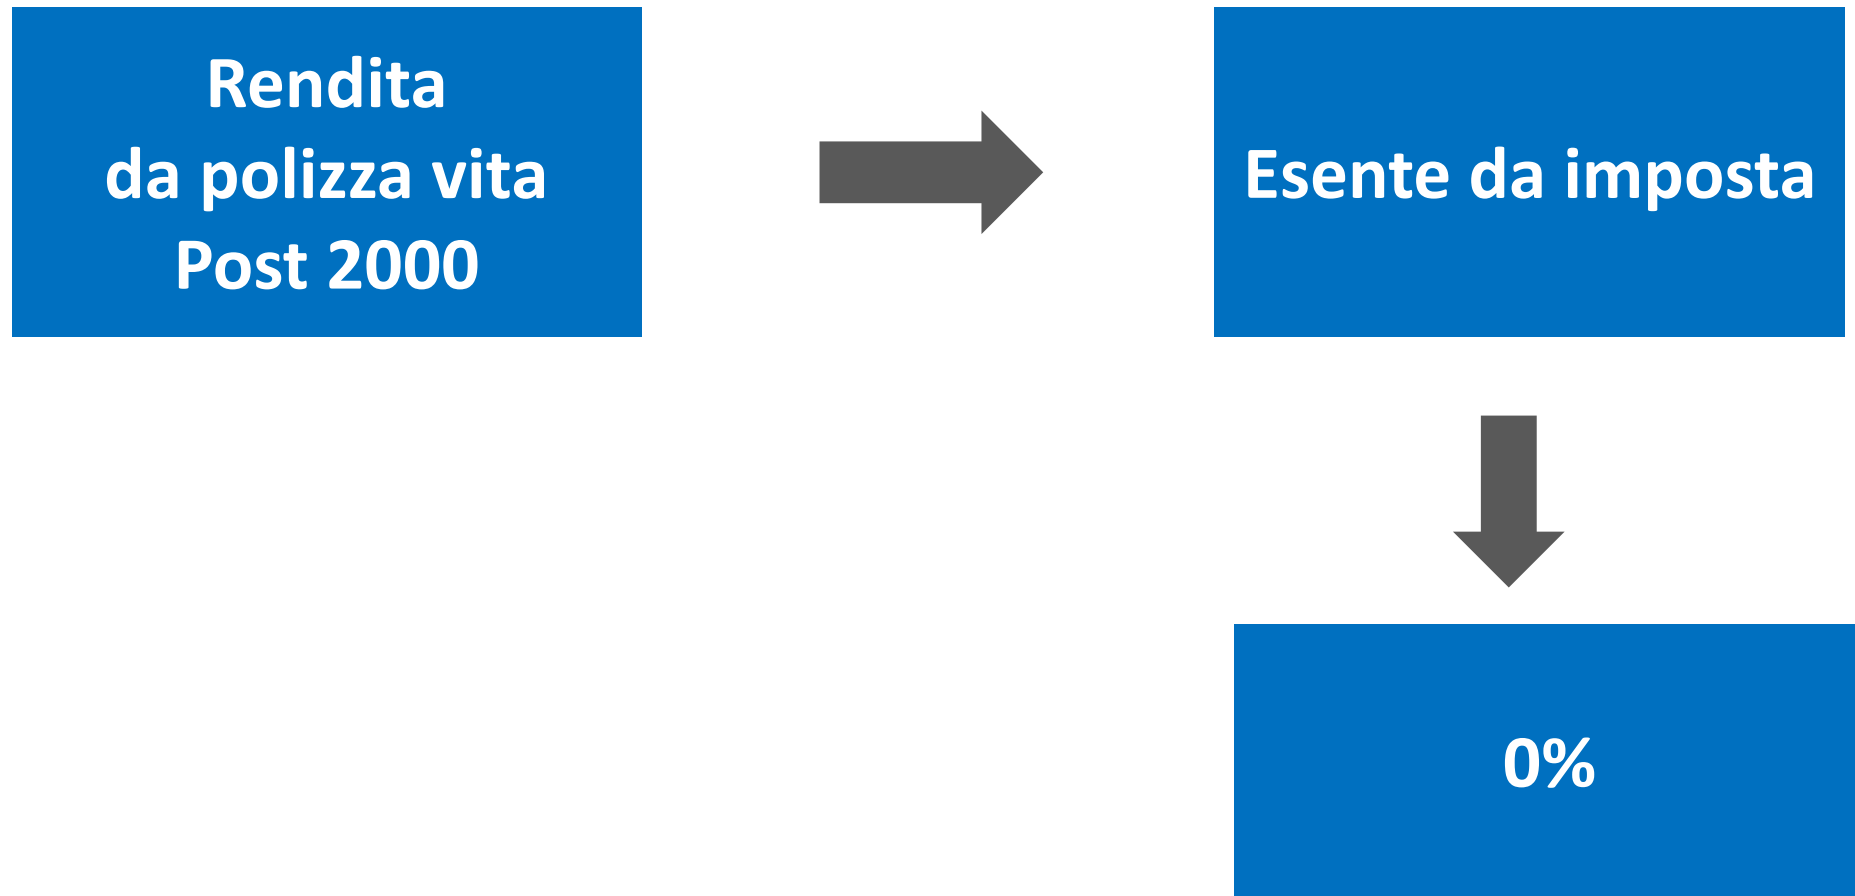 Rendita
da polizza vita
Post 2000
Esente da imposta
0%